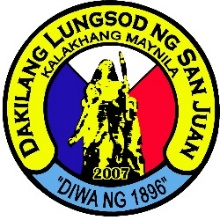 DAKILANG LUNGSOD NG SAN JUAN
KALAKHANG MAYNILA
2007
"DIWA NG 1896"